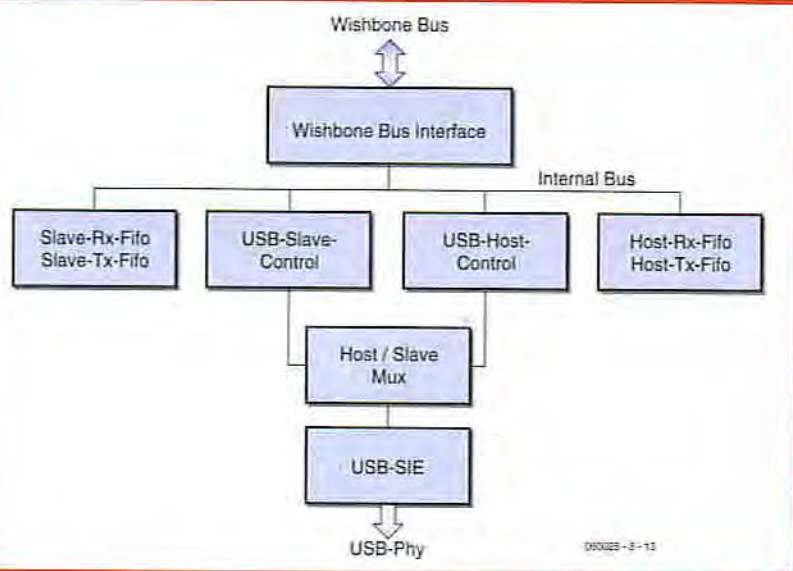 Wishbone Bus
Wishbone Bus Interface
Internal Bus
Slave-Rx-Fifo
Slave-Tx-Fifo
USB-Slave-
Control
USB-Host-
Control
Host-Rx-Fifo
Host-Tx-Fifo
Host / Slave
Mux
USB-SIE
USB-Phy